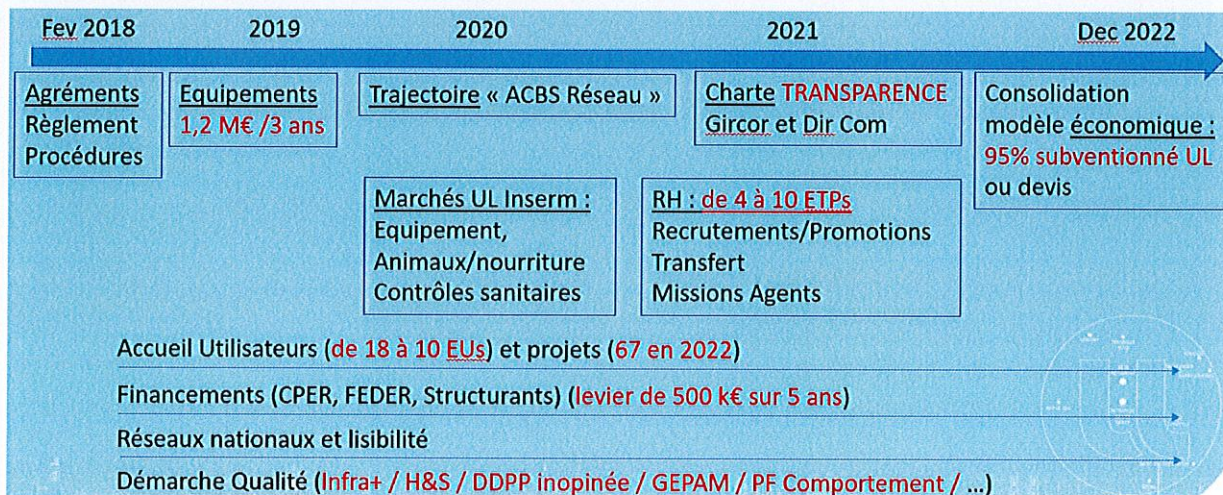 Fev 2018 2019 2020 2021 Dec 2022
Agréments
Règlement
Procédures
Equipements
1,2 M€ /3 ans
Trajectoire « ACBS Réseau »
Charte TRANSPARENCE
Gircor et Dir Com
Consolidation
modèle économique :
95% subventionné UL
ou devis
Marchés UL Inserm :
Equipement,
Animaux/nourriture
Contrôles sanitaires
RH : de 4 à 10 ETPs
Recrutements/Promotions
Transfert
Missions Agents
Accueil Utilisateurs (de 18 à 10 EUs) et projets (67 en 2022)
Financements (CPER, FEDER, Structurants) (levier de 500 k€ sur 5 ans)
Réseaux nationaux et lisibilité
Démarche Qualité (Infra+ / H&S / DDPP inopinée / GEPAM / PF Comportement / ...)